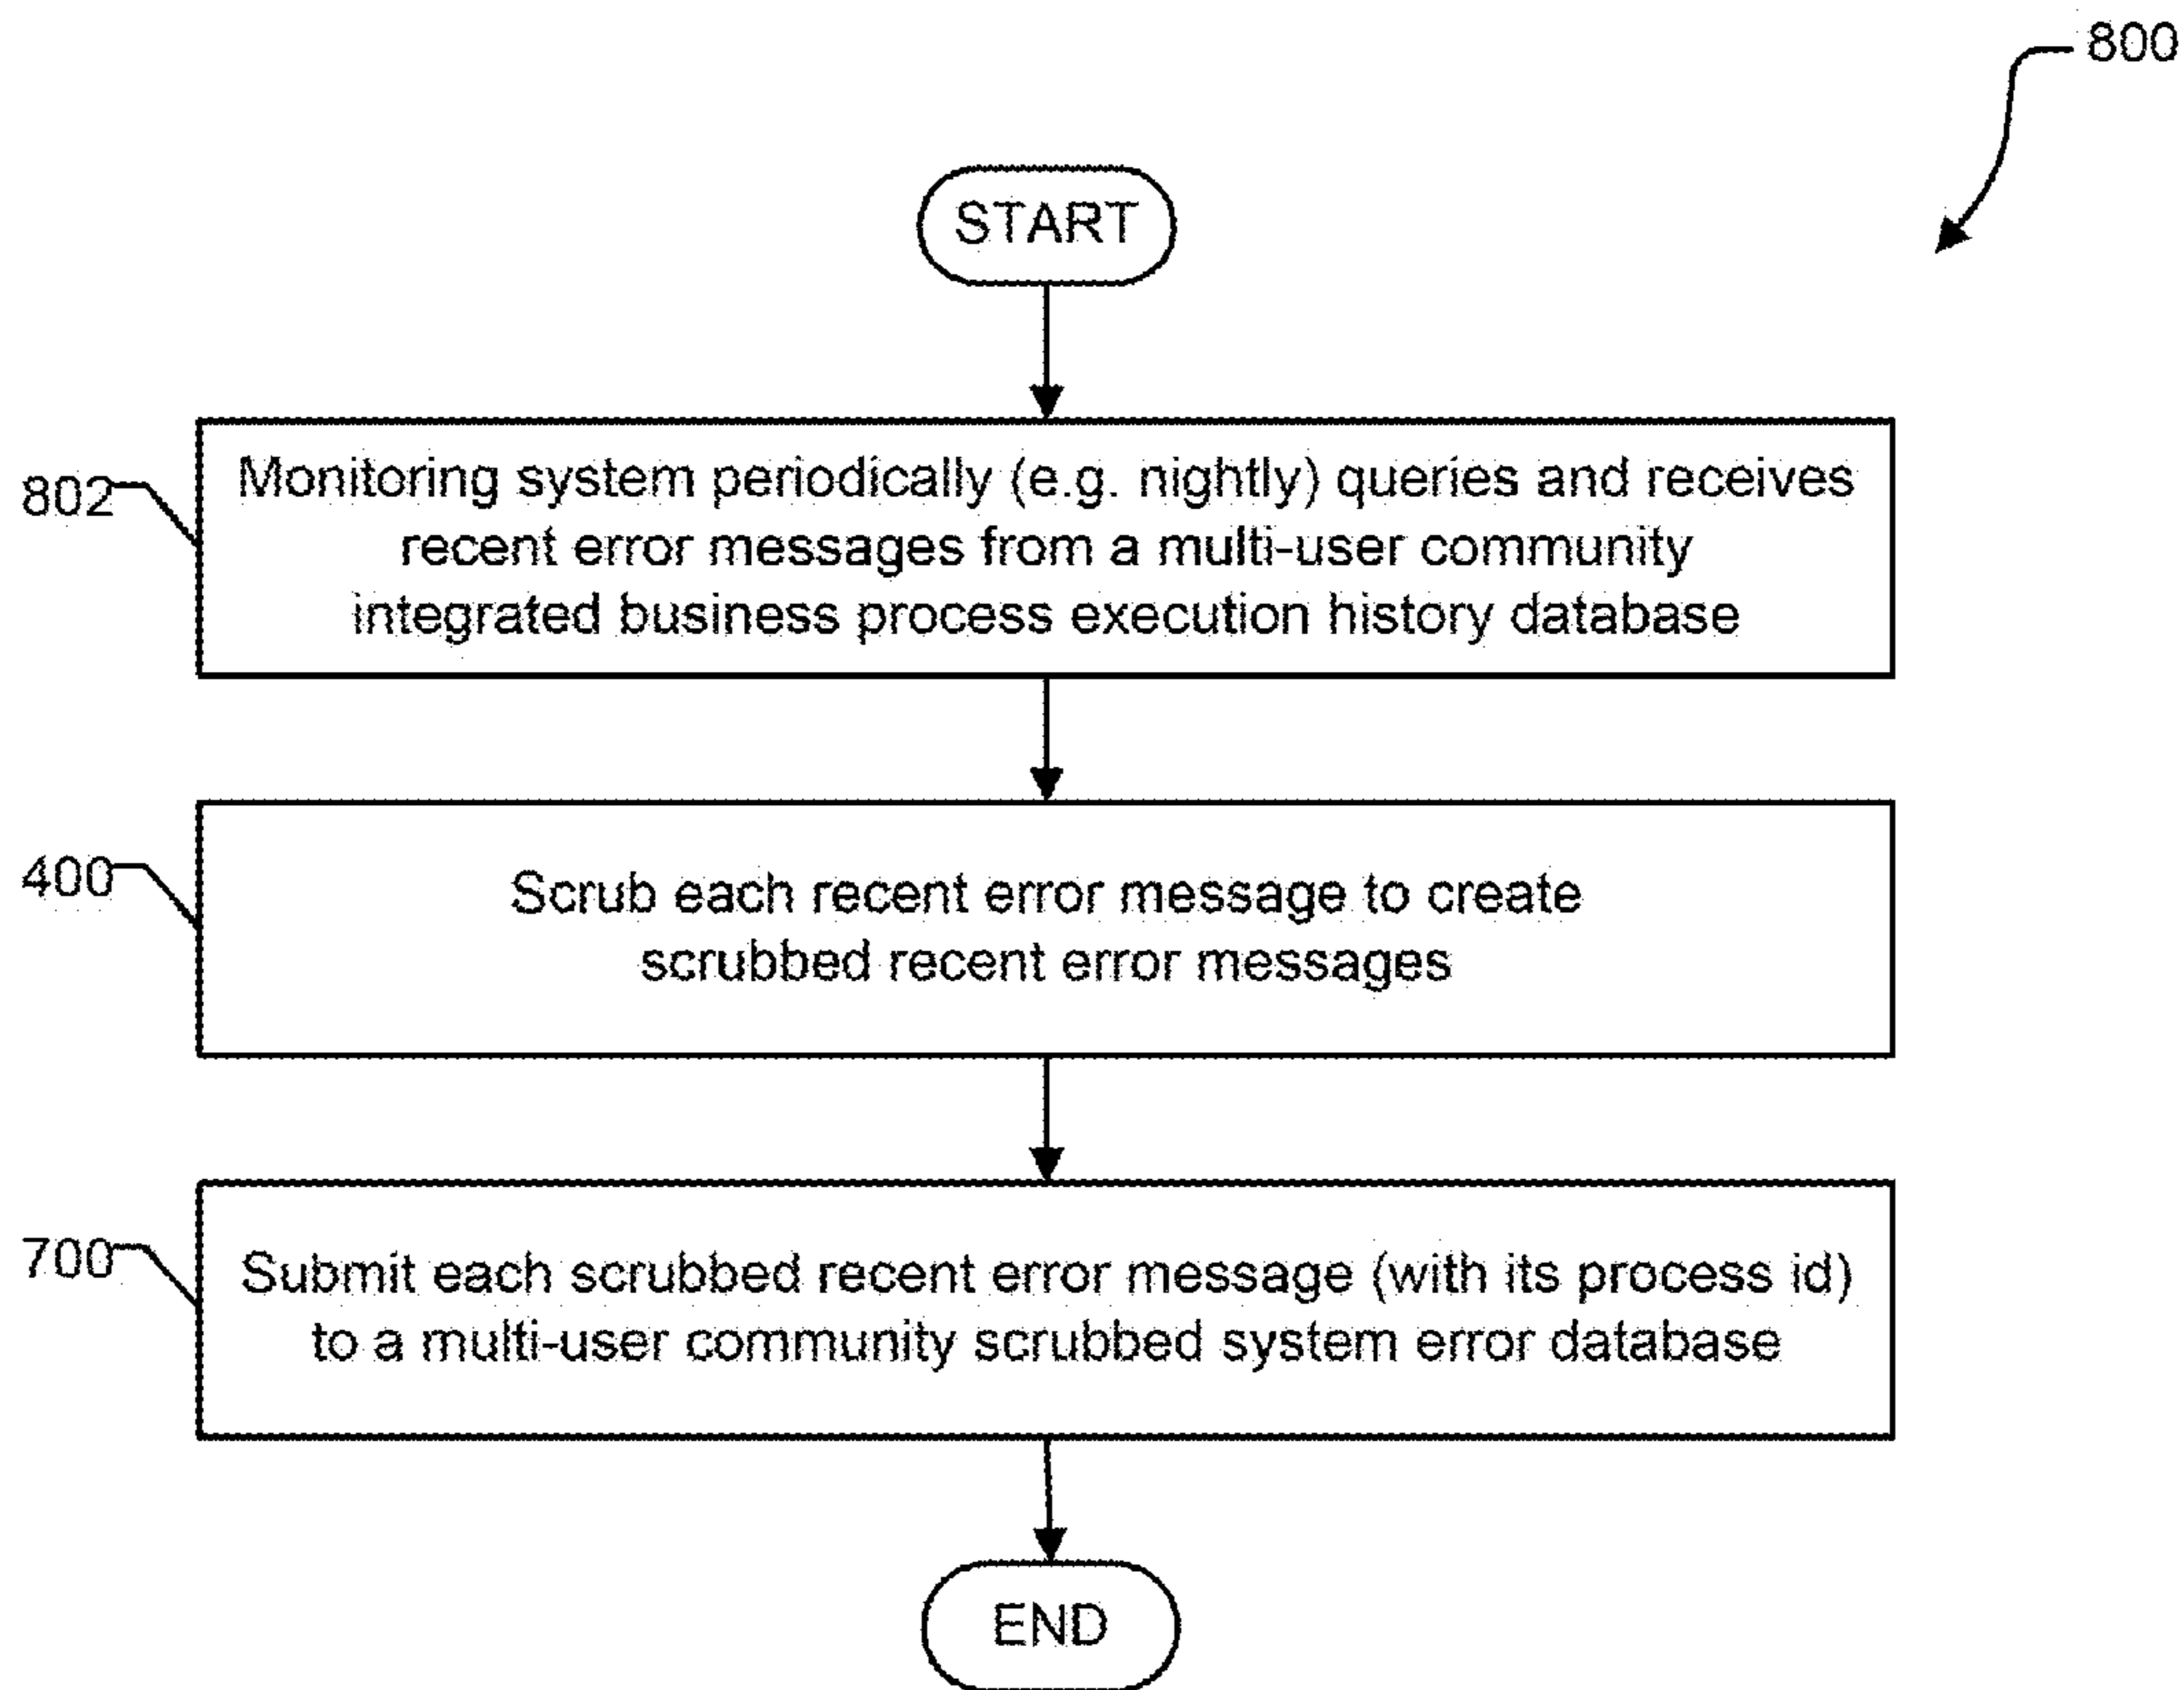 800
START
802
Monitoring system periodically (e.g. nightly) queries and receives
recent error messages from a multi-user community
integrated business process execution history database
400
Scrub each recent error message to create
scrubbed recent error messages
700
Submit each scrubbed recent error message (with its process id)
to a multi-user community scrubbed system error database
END